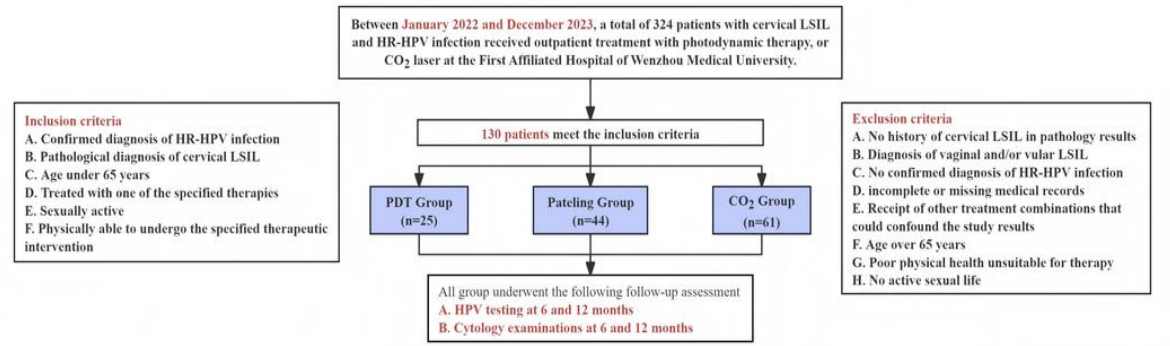 Between January 2022 and December 2023, a total of 324 patients with cervical LSIL
and HR-HPV infection received outpatient treatment with photodynamic therapy, or
CO₂ laser at the First Affiliated Hospital of Wenzhou Medical University.
Inclusion criteria
A. Confirmed diagnosis of HR-HPV infection
B. Pathological diagnosis of cervical LSIL
C. Age under 65 years
D. Treated with one of the specified therapies
E. Sexually active
F. Physically able to undergo the specified therapeutic
intervention
130 patients meet the inclusion criteria
PDT Group
(n=25)
Pateling Group
(n=44)
CO₂ Group
(n=61)
All group underwent the following follow-up assessment
A. HPV testing at 6 and 12 months
B. Cytology examinations at 6 and 12 months
Exclusion criteria
A. No history of cervical LSIL in pathology results
B. Diagnosis of vaginal and/or vular LSIL
C. No confirmed diagnosis of HR-HPV infection
D. incomplete or missing medical records
E. Receipt of other treatment combinations that
could confound the study results
F. Age over 65 years
G. Poor physical health unsuitable for therapy
H. No active sexual life